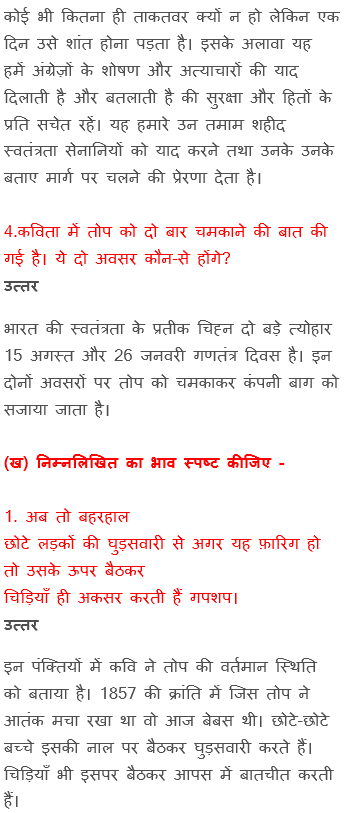 कोई भी कितना ही ताकतवर क्यों न हो लेकिन एक
दिन उसे शांत होना पड़ता है। इसके अलावा यह
हमें अंग्रेज़ों के शोषण और अत्याचारों की याद
दिलाती है और बतलाती है की सुरक्षा और हितों के
प्रति सचेत रहें। यह हमारे उन तमाम शहीद
स्वतंत्रता सेनानियों को याद करने तथा उनके उनके
बताए मार्ग पर चलने की प्रेरणा देता है।
4.कविता में तोप को दो बार चमकाने की बात की
गई है। ये दो अवसर कौन-से होंगे?
उत्तर
भारत की स्वतंत्रता के प्रतीक चिह्न दो बड़े त्योहार
15 अगस्त और 26 जनवरी गणतंत्र दिवस है। इन
दोनों अवसरों पर तोप को चमकाकर कंपनी बाग को
सजाया जाता है।
(ख) निम्नलिखित का भाव स्पष्ट कीजिए -
1. अब तो बहरहाल
छोटे लड़कों की घुड़सवारी से अगर यह फ़ारिग हो
तो उसके ऊपर बैठकर
चिड़ियाँ ही अकसर करती हैं गपशप।
उत्तर
इन पंक्तियों में कवि ने तोप की वर्तमान स्थिति
को बताया है। 1857 की क्रांति में जिस तोप ने
आतंक मचा रखा था वो आज बेबस थी। छोटे-छोटे
बच्चे इसकी नाल पर बैठकर घुड़सवारी करते हैं।
चिड़ियाँ भी इसपर बैठकर आपस में बातचीत करती
हैं।